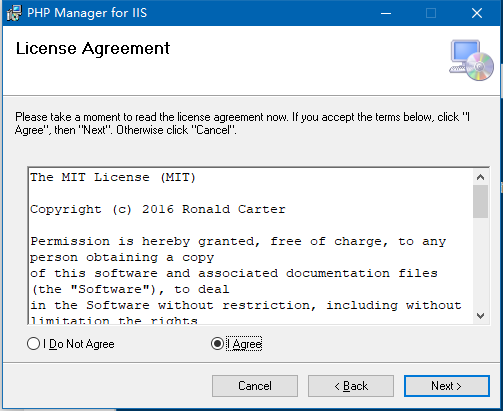 PHP Manager for IIS
License Agreement
Please take a moment to read the license agreement now. If you accept the terms below, click "I
Agree", then "Next". Otherwise click "Cancel".
The MIT License (MIT)
Copyright (c) 2016 Ronald Carter
Permission is hereby granted, free of charge, to any
person obtaining a copy
of this software and associated documentation files
(the "Software"), to deal
in the Software without restriction, including without
limitation the rights
I Do Not Agree
I Agree
Cancel
< Back
Next >